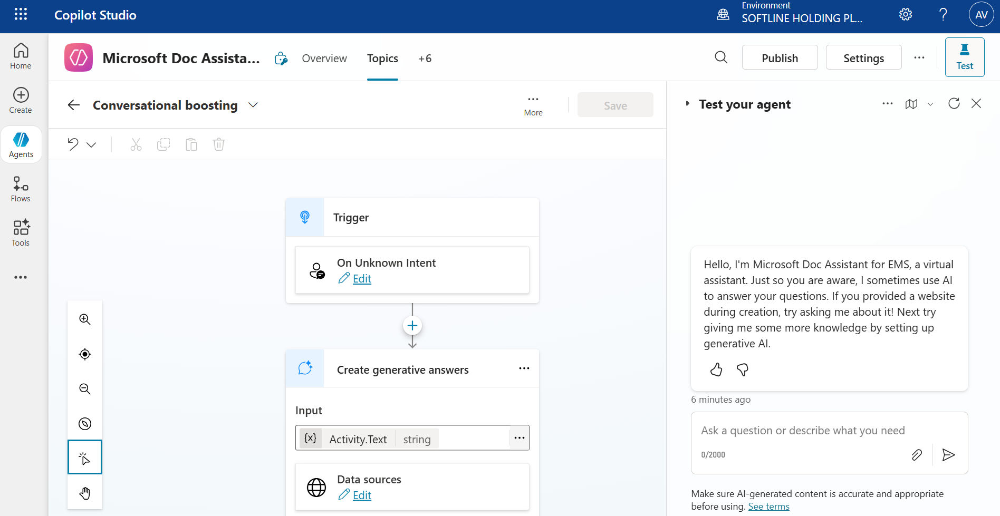 Copilot Studio
Environment
SOFTLINE HOLDING PL...
?
AV
Home
Create
Agents
Flows
Tools
Microsoft Doc Assista...
Overview
Topics
+6
Publish
Settings
Test
Conversational boosting
More
Save
Trigger
On Unknown Intent
Edit
Create generative answers
Input
{x} Activity.Text string
Data sources
Edit
Test your agent
Hello, I'm Microsoft Doc Assistant for EMS, a virtual
assistant. Just so you are aware, I sometimes use AI
to answer your questions. If you provided a website
during creation, try asking me about it! Next try
giving me some more knowledge by setting up
generative AI.
6 minutes ago
Ask a question or describe what you need
0/2000
Make sure AI-generated content is accurate and appropriate
before using. See terms